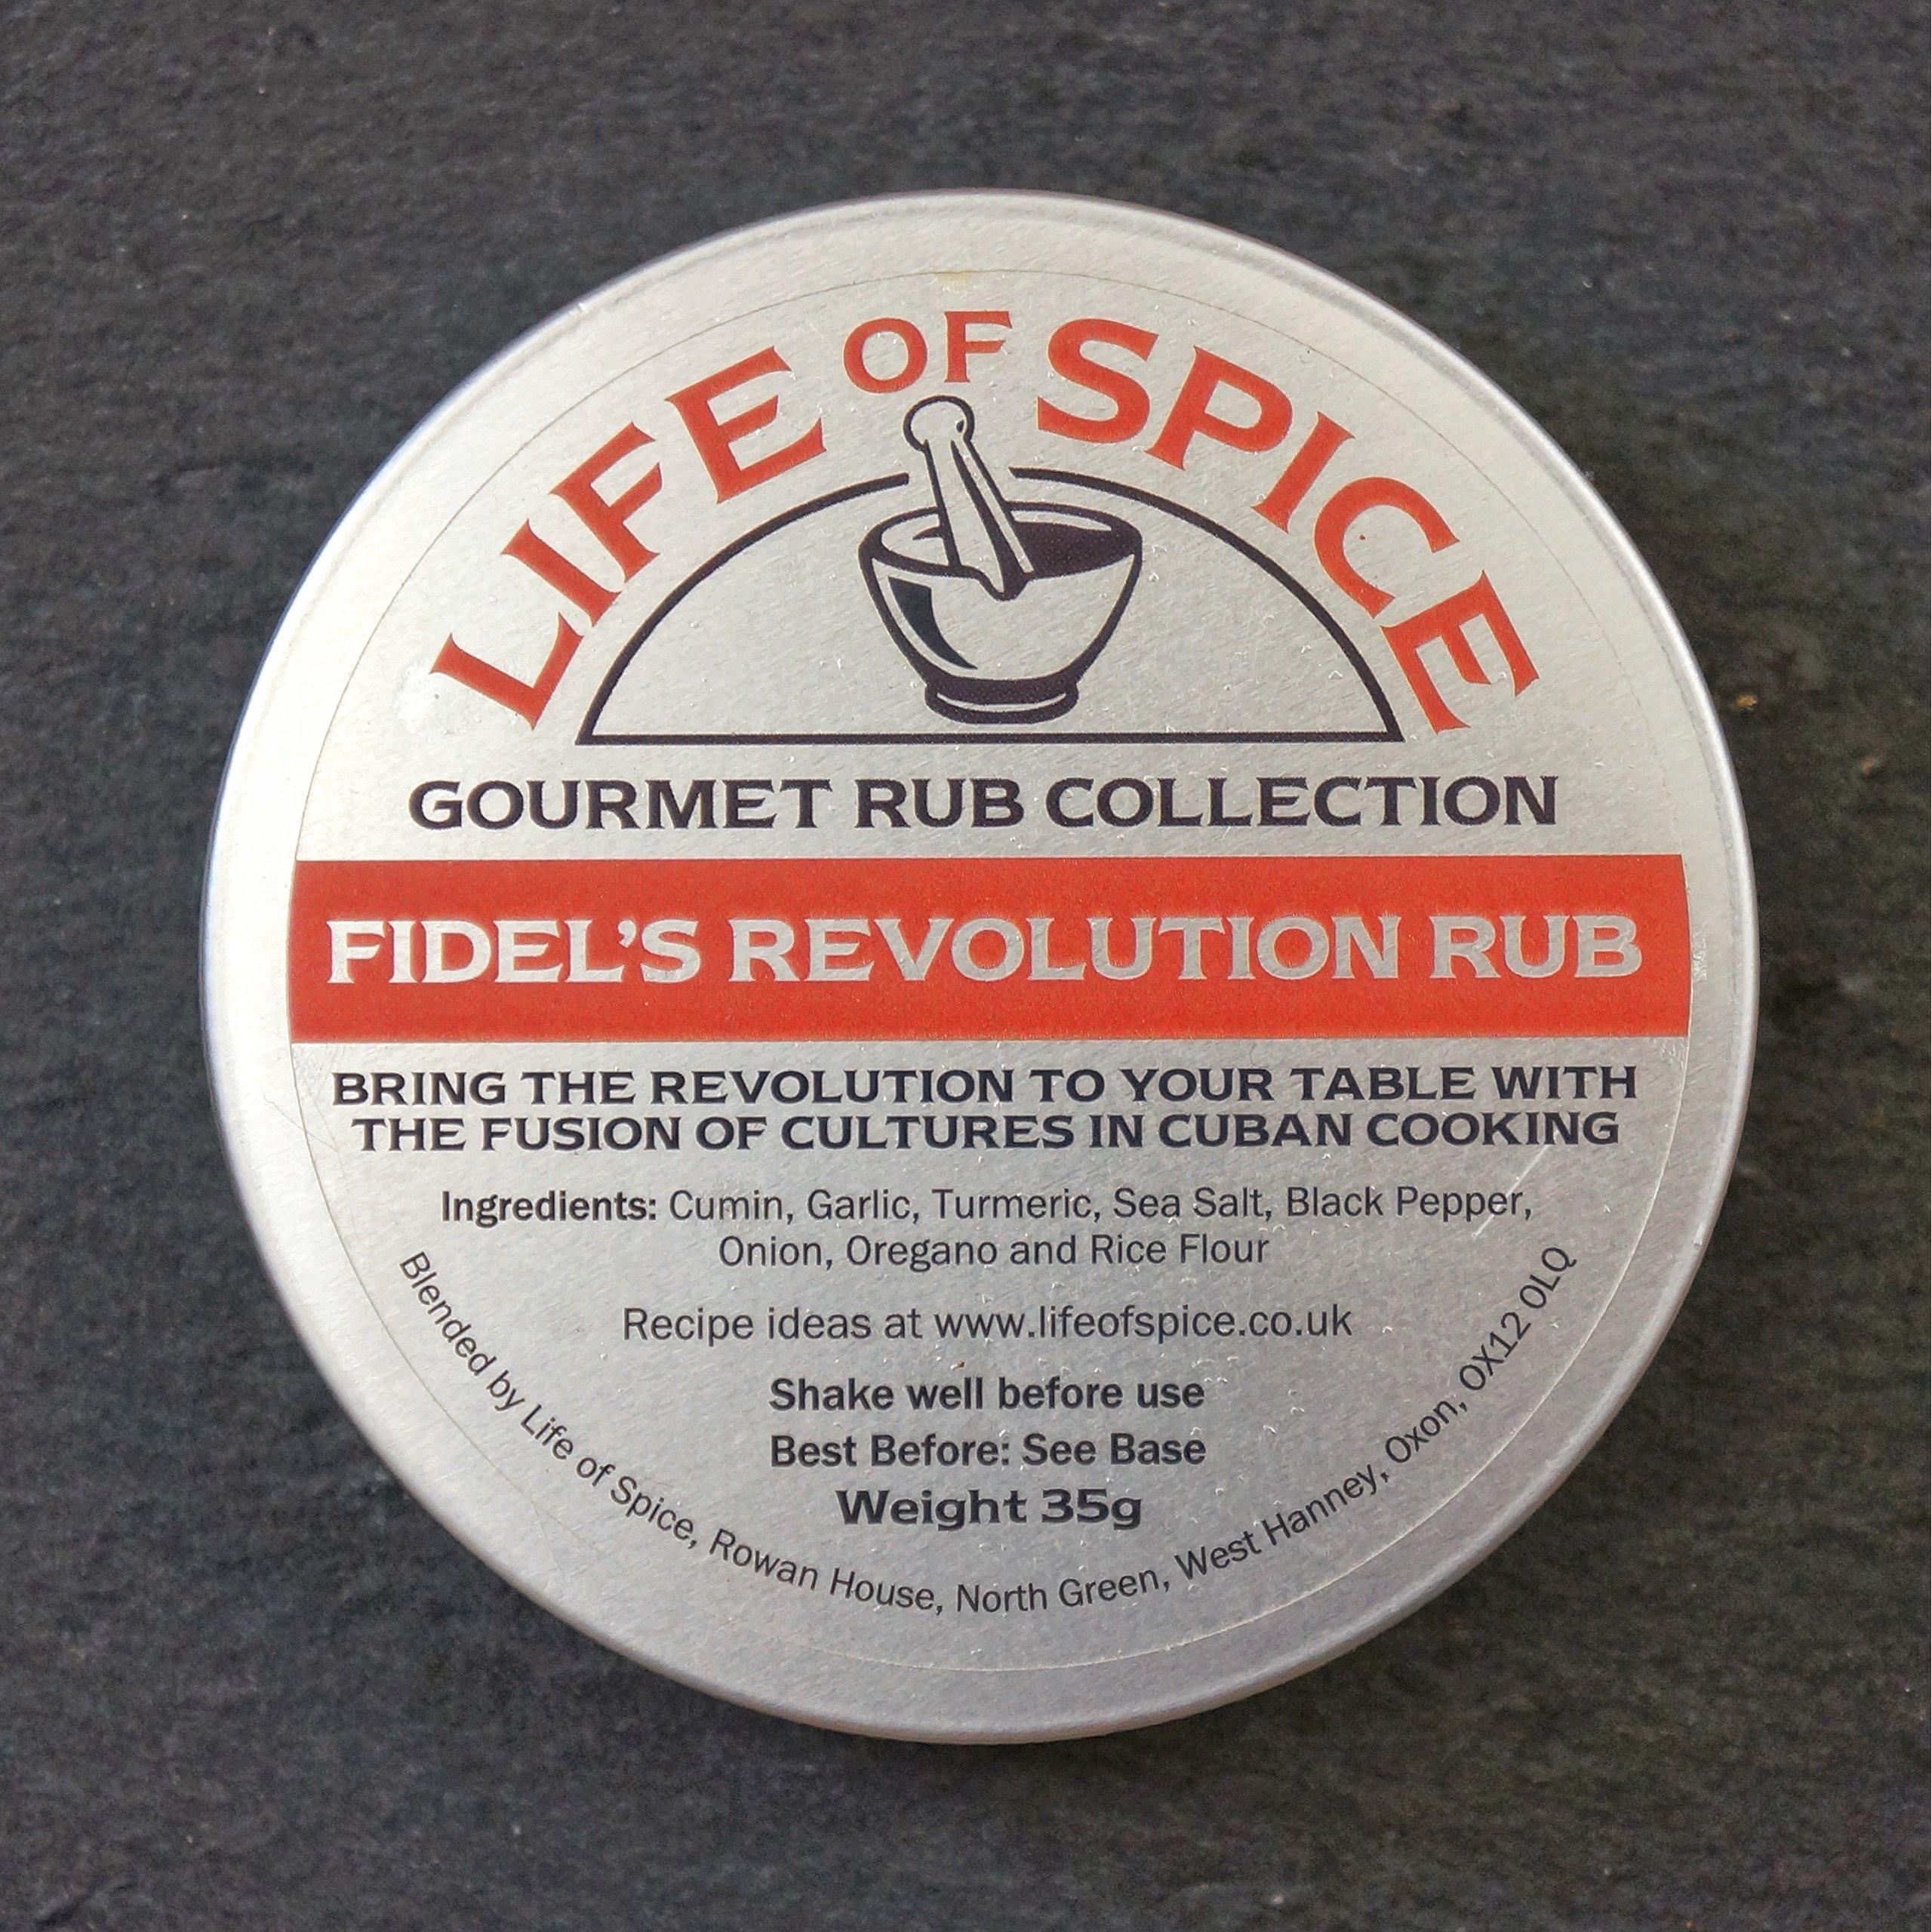 LIFE OF SPICE
GOURMET RUB COLLECTION
FIDEL'S REVOLUTION RUB
BRING THE REVOLUTION TO YOUR TABLE WITH
THE FUSION OF CULTURES IN CUBAN COOKING
Ingredients: Cumin, Garlic, Turmeric, Sea Salt, Black Pepper,
Onion, Oregano and Rice Flour
Recipe ideas at www.lifeofspice.co.uk
Shake well before use
Best Before: See Base
Weight 35g
Blended by Life of Spice, Rowan House, North Green, West Hanney, Oxon, OX12 0LQ